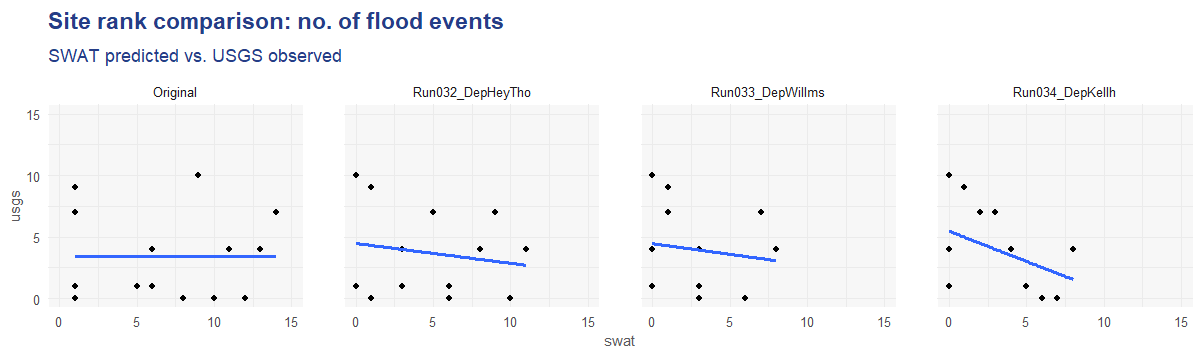 Site rank comparison: no. of flood events
SWAT predicted vs. USGS observed
Original Run032_DepHeyTho Run033_DepWillms Run034_DepKellh
15
10
5
0
usgs
0 5 10 15 0 5 10 15 0 5 10 15 0 5 10 15
swat